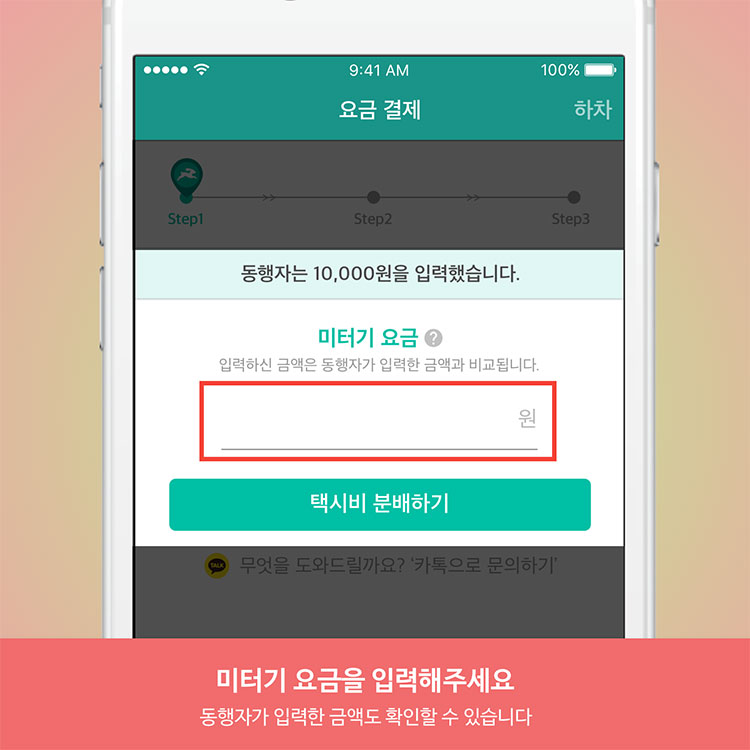 9:41 AM 100%
요금 결제 하차
Step1 Step2 Step3
동행자는 10,000원을 입력했습니다.
미터기 요금 ?
입력하신 금액은 동행자가 입력한 금액과 비교됩니다.
원
택시비 분배하기
TALK 무엇을 도와드릴까요? '카톡으로 문의하기'
미터기 요금을 입력해주세요
동행자가 입력한 금액도 확인할 수 있습니다